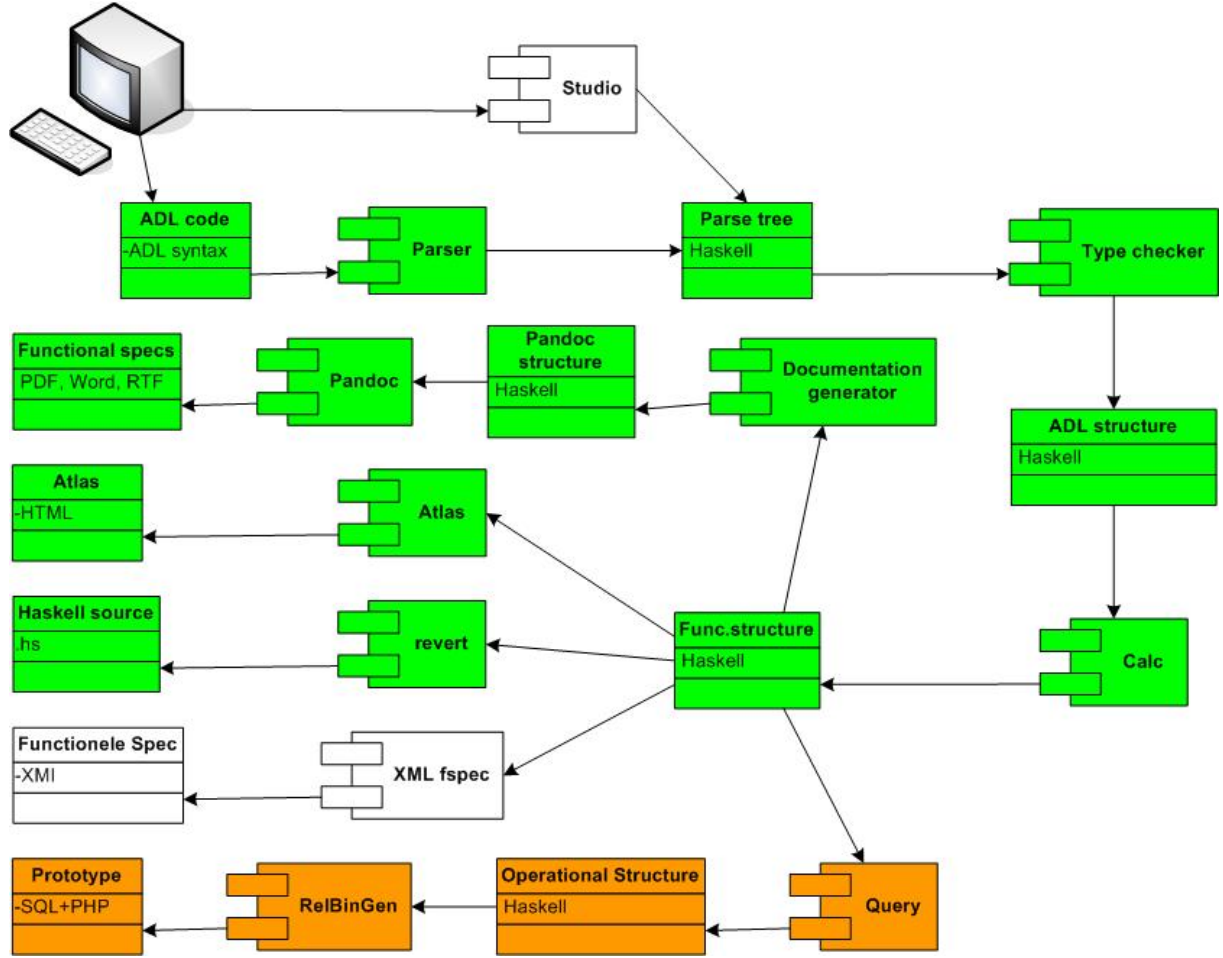 Studio
ADL code
-ADL syntax
Parser
Parse tree
Haskell
Type checker
Functional specs
PDF, Word, RTF
Pandoc
Pandoc
structure
Haskell
Documentation
generator
ADL structure
Haskell
Atlas
-HTML
Atlas
Haskell source
.hs
revert
Func.structure
Haskell
Calc
Functionele Spec
-XMI
XML fspec
Prototype
-SQL+PHP
RelBinGen
Operational Structure
Haskell
Query